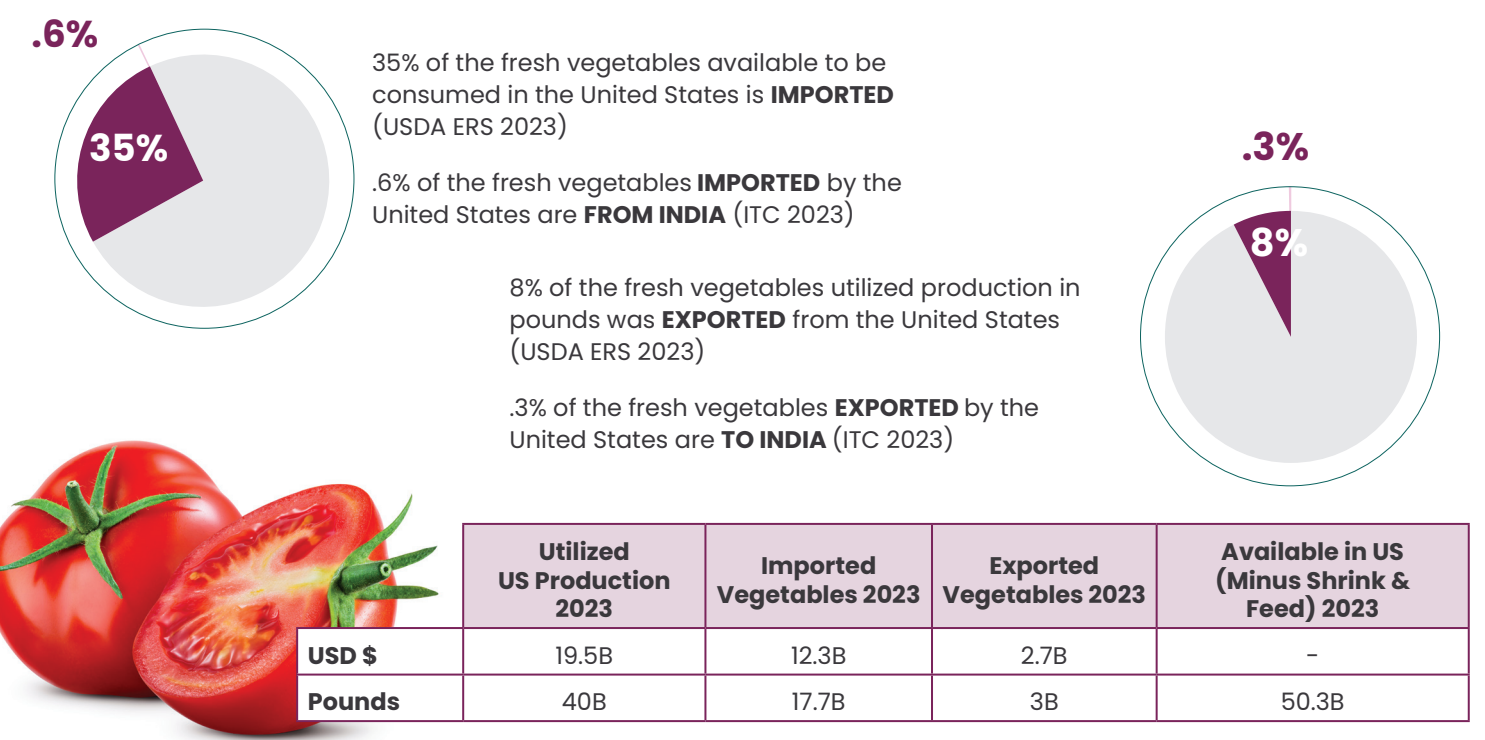 .6%
35%
35% of the fresh vegetables available to be
consumed in the United States is IMPORTED
(USDA ERS 2023)
.6% of the fresh vegetables IMPORTED by the
United States are FROM INDIA (ITC 2023)
.3%
8%
8% of the fresh vegetables utilized production in
pounds was EXPORTED from the United States
(USDA ERS 2023)
.3% of the fresh vegetables EXPORTED by the
United States are TO INDIA (ITC 2023)
Utilized
US Production
2023
Imported
Vegetables 2023
Exported
Vegetables 2023
Available in US
(Minus Shrink &
Feed) 2023
USD $ 19.5B 12.3B 2.7B -
Pounds 40B 17.7B 3B 50.3B